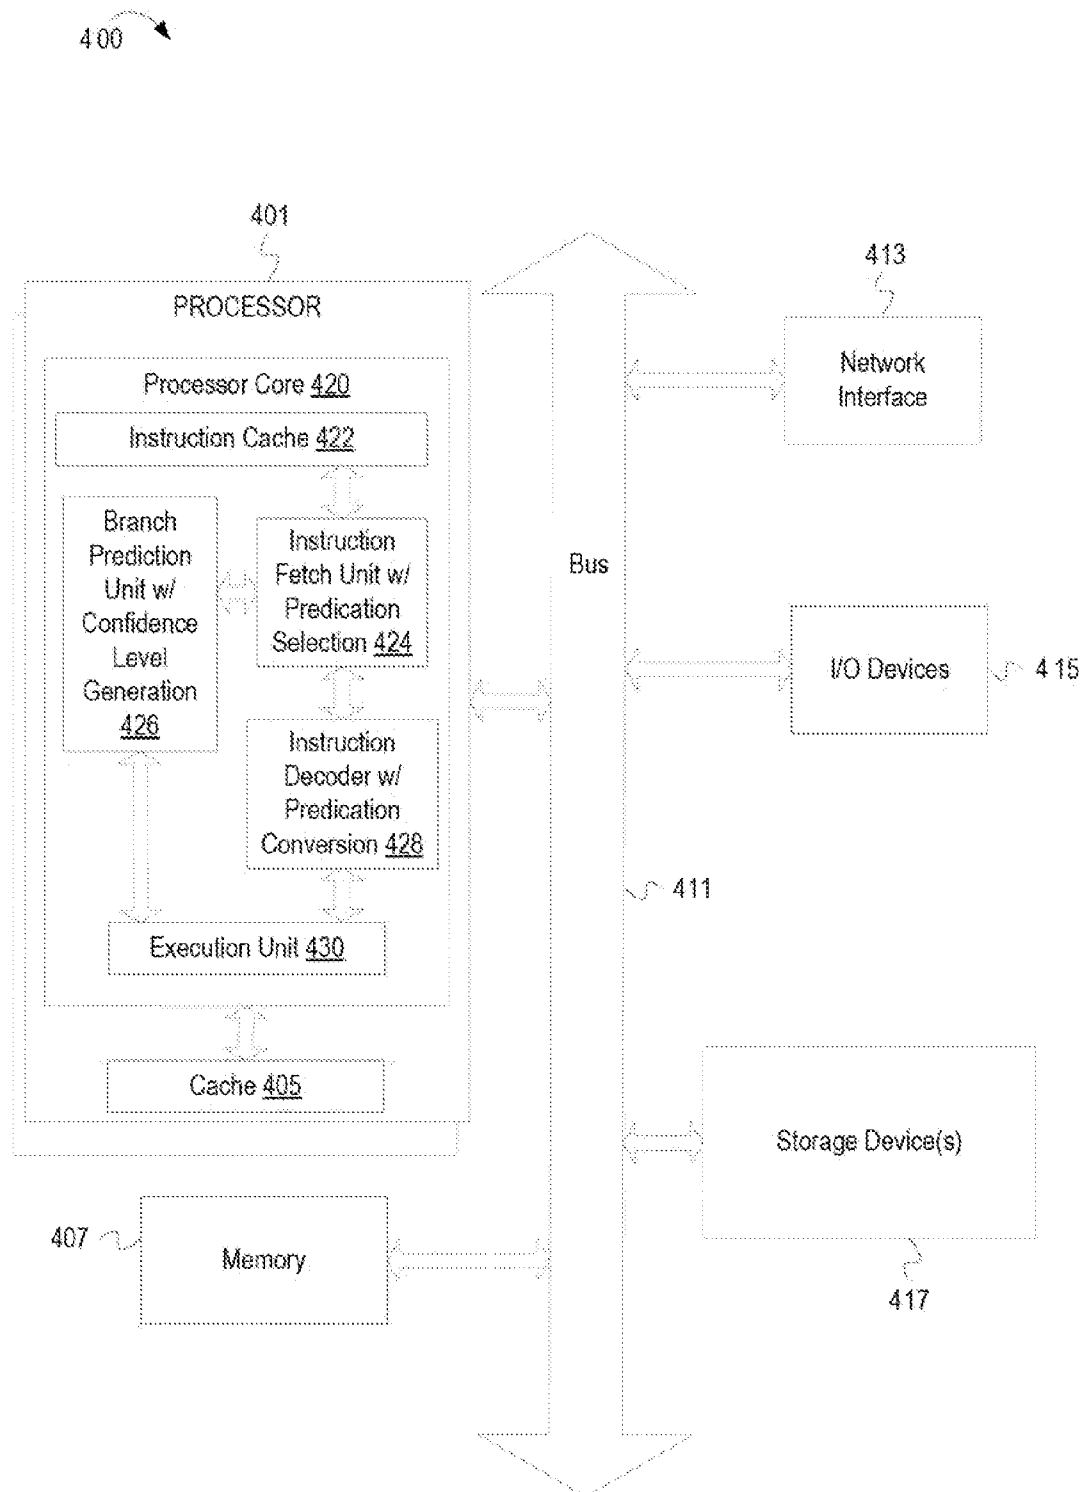 400
401
PROCESSOR
Processor Core 420
Instruction Cache 422
Branch
Prediction
Unit w/
Confidence
Level
Generation
426
Instruction
Fetch Unit w/
Predication
Selection 424
Instruction
Decoder w/
Predication
Conversion 428
Execution Unit 430
Cache 405
407
Memory
Bus
411
413
Network
Interface
I/O Devices
415
Storage Device(s)
417